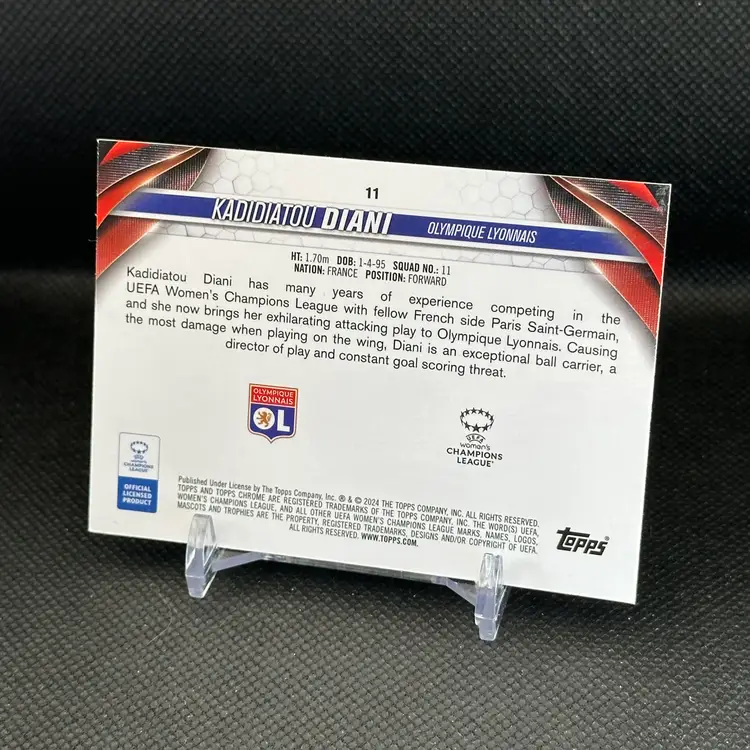 11
KADIDIATOU DIANI OLYMPIQUE LYONNAIS
HT: 1.70m DOB: 1-4-95 SQUAD NO.: 11
NATION: FRANCE POSITION: FORWARD
Kadidiatou Diani has many years of experience competing in the
UEFA Women's Champions League with fellow French side Paris Saint-Germain,
and she now brings her exhilarating attacking play to Olympique Lyonnais. Causing
the most damage when playing on the wing, Diani is an exceptional ball carrier, a
director of play and constant goal scoring threat.
OLYMPIQUE
LYONNAIS
OL
UEFA
women's
CHAMPIONS
LEAGUE
UEFA
women's
CHAMPIONS
LEAGUE
OFFICIAL
LICENSED
PRODUCT
Published Under License by The Topps Company, Inc. ® & © 2024 THE TOPPS COMPANY, INC. ALL RIGHTS RESERVED.
TOPPS AND TOPPS CHROME ARE REGISTERED TRADEMARKS OF THE TOPPS COMPANY, INC. THE WORD(S) UEFA,
WOMEN'S CHAMPIONS LEAGUE, AND ALL OTHER UEFA WOMEN'S CHAMPIONS LEAGUE MARKS, NAMES, LOGOS,
MASCOTS AND TROPHIES ARE THE PROPERTY, REGISTERED TRADEMARKS, DESIGNS AND/OR COPYRIGHT OF UEFA.
ALL RIGHTS RESERVED. WWW.TOPPS.COM.
Topps®